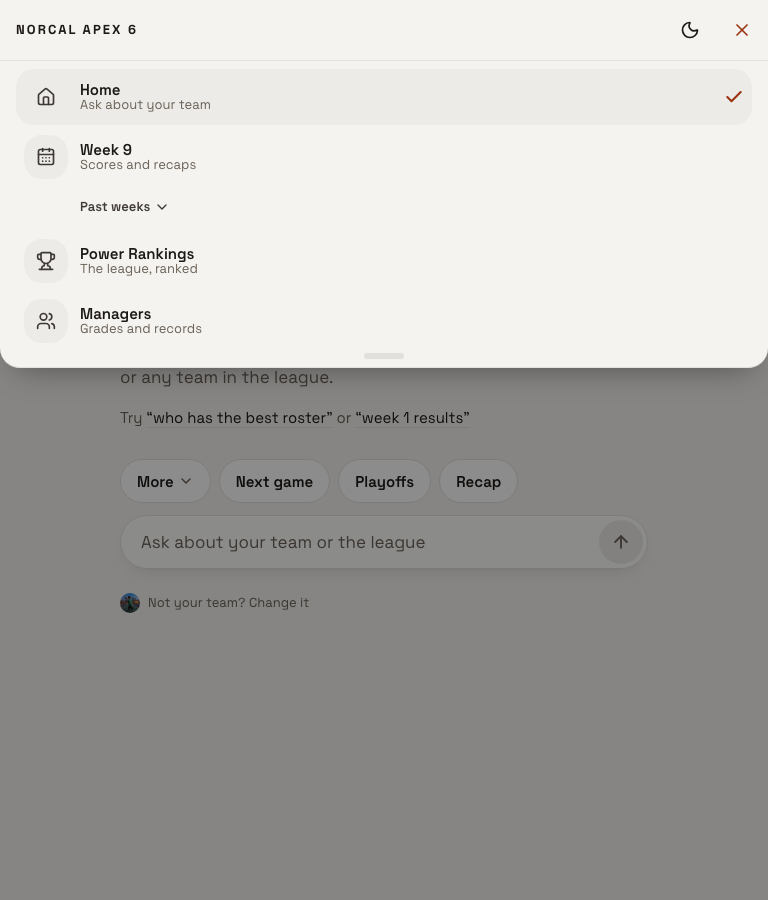 NORCAL APEX 6
Home
Ask about your team
Week 9
Scores and recaps
Past weeks
Power Rankings
The league, ranked
Managers
Grades and records
or any team in the league.
Try “who has the best roster” or “week 1 results”
More
Next game
Playoffs
Recap
Ask about your team or the league
Not your team? Change it